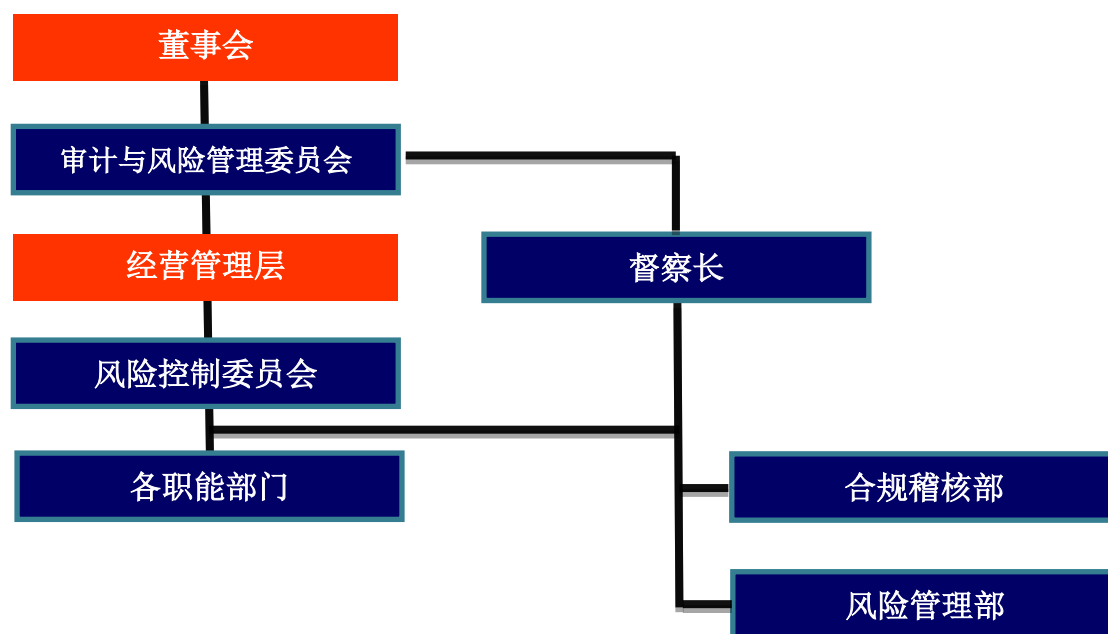 董事会
审计与风险管理委员会
经营管理层
督察长
风险控制委员会
各职能部门
合规稽核部
风险管理部